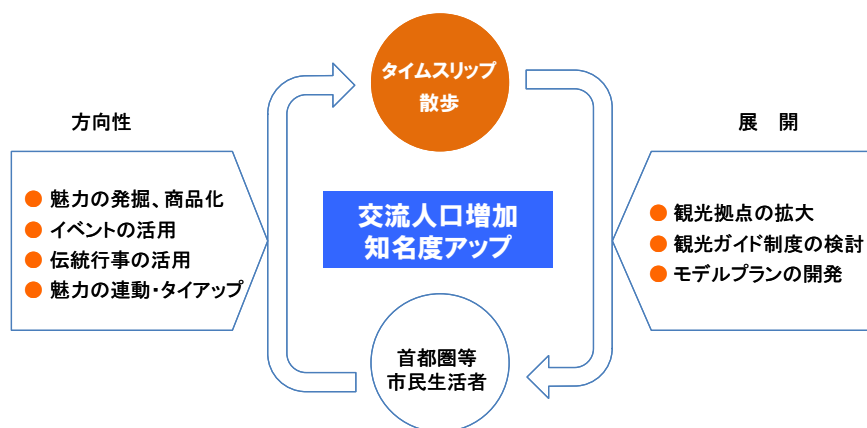 タイムスリップ
散歩
方向性
魅力の発掘、商品化
イベントの活用
伝統行事の活用
魅力の連動・タイアップ
交流人口増加
知名度アップ
展　開
観光拠点の拡大
観光ガイド制度の検討
モデルプランの開発
首都圏等
市民生活者